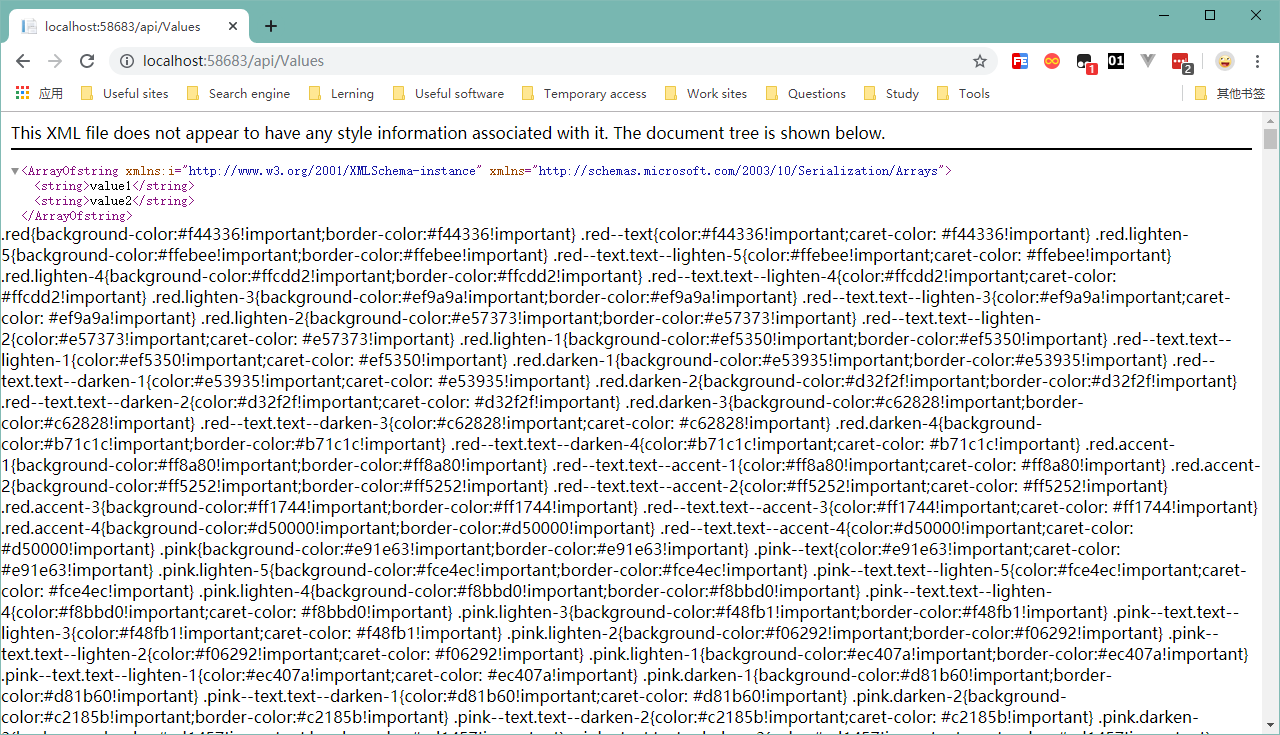 localhost:58683/api/Values
localhost:58683/api/Values
FE 1 01 2
应用 Useful sites Search engine Lerning Useful software Temporary access Work sites Questions Study Tools 其他书签
This XML file does not appear to have any style information associated with it. The document tree is shown below.
▼<ArrayOfstring xmlns:i="http://www.w3.org/2001/XMLSchema-instance" xmlns="http://schemas.microsoft.com/2003/10/Serialization/Arrays">
<string>value1</string>
<string>value2</string>
</ArrayOfstring>
.red{background-color:#f44336!important;border-color:#f44336!important} .red--text{color:#f44336!important;caret-color: #f44336!important} .red.lighten-
5{background-color:#ffebee!important;border-color:#ffebee!important} .red--text.text--lighten-5{color:#ffebee!important;caret-color: #ffebee!important}
.red.lighten-4{background-color:#ffcdd2!important;border-color:#ffcdd2!important} .red--text.text--lighten-4{color:#ffcdd2!important;caret-color:
#ffcdd2!important} .red.lighten-3{background-color:#ef9a9a!important;border-color:#ef9a9a!important} .red--text.text--lighten-3{color:#ef9a9a!important;caret-
color: #ef9a9a!important} .red.lighten-2{background-color:#e57373!important;border-color:#e57373!important} .red--text.text--lighten-
2{color:#e57373!important;caret-color: #e57373!important} .red.lighten-1{background-color:#ef5350!important;border-color:#ef5350!important} .red--text.text--
lighten-1{color:#ef5350!important;caret-color: #ef5350!important} .red.darken-1{background-color:#e53935!important;border-color:#e53935!important} .red--
text.text--darken-1{color:#e53935!important;caret-color: #e53935!important} .red.darken-2{background-color:#d32f2f!important;border-color:#d32f2f!important}
.red--text.text--darken-2{color:#d32f2f!important;caret-color: #d32f2f!important} .red.darken-3{background-color:#c62828!important;border-
color:#c62828!important} .red--text.text--darken-3{color:#c62828!important;caret-color: #c62828!important} .red.darken-4{background-
color:#b71c1c!important;border-color:#b71c1c!important} .red--text.text--darken-4{color:#b71c1c!important;caret-color: #b71c1c!important} .red.accent-
1{background-color:#ff8a80!important;border-color:#ff8a80!important} .red--text.text--accent-1{color:#ff8a80!important;caret-color: #ff8a80!important} .red.accent-
2{background-color:#ff5252!important;border-color:#ff5252!important} .red--text.text--accent-2{color:#ff5252!important;caret-color: #ff5252!important}
.red.accent-3{background-color:#ff1744!important;border-color:#ff1744!important} .red--text.text--accent-3{color:#ff1744!important;caret-color: #ff1744!important}
.red.accent-4{background-color:#d50000!important;border-color:#d50000!important} .red--text.text--accent-4{color:#d50000!important;caret-color:
#d50000!important} .pink{background-color:#e91e63!important;border-color:#e91e63!important} .pink--text{color:#e91e63!important;caret-color:
#e91e63!important} .pink.lighten-5{background-color:#fce4ec!important;border-color:#fce4ec!important} .pink--text.text--lighten-5{color:#fce4ec!important;caret-
color: #fce4ec!important} .pink.lighten-4{background-color:#f8bbd0!important;border-color:#f8bbd0!important} .pink--text.text--lighten-
4{color:#f8bbd0!important;caret-color: #f8bbd0!important} .pink.lighten-3{background-color:#f48fb1!important;border-color:#f48fb1!important} .pink--text.text--
lighten-3{color:#f48fb1!important;caret-color: #f48fb1!important} .pink.lighten-2{background-color:#f06292!important;border-color:#f06292!important} .pink--
text.text--lighten-2{color:#f06292!important;caret-color: #f06292!important} .pink.lighten-1{background-color:#ec407a!important;border-color:#ec407a!important}
.pink--text.text--lighten-1{color:#ec407a!important;caret-color: #ec407a!important} .pink.darken-1{background-color:#d81b60!important;border-
color:#d81b60!important} .pink--text.text--darken-1{color:#d81b60!important;caret-color: #d81b60!important} .pink.darken-2{background-
color:#c2185b!important;border-color:#c2185b!important} .pink--text.text--darken-2{color:#c2185b!important;caret-color: #c2185b!important} .pink.darken-